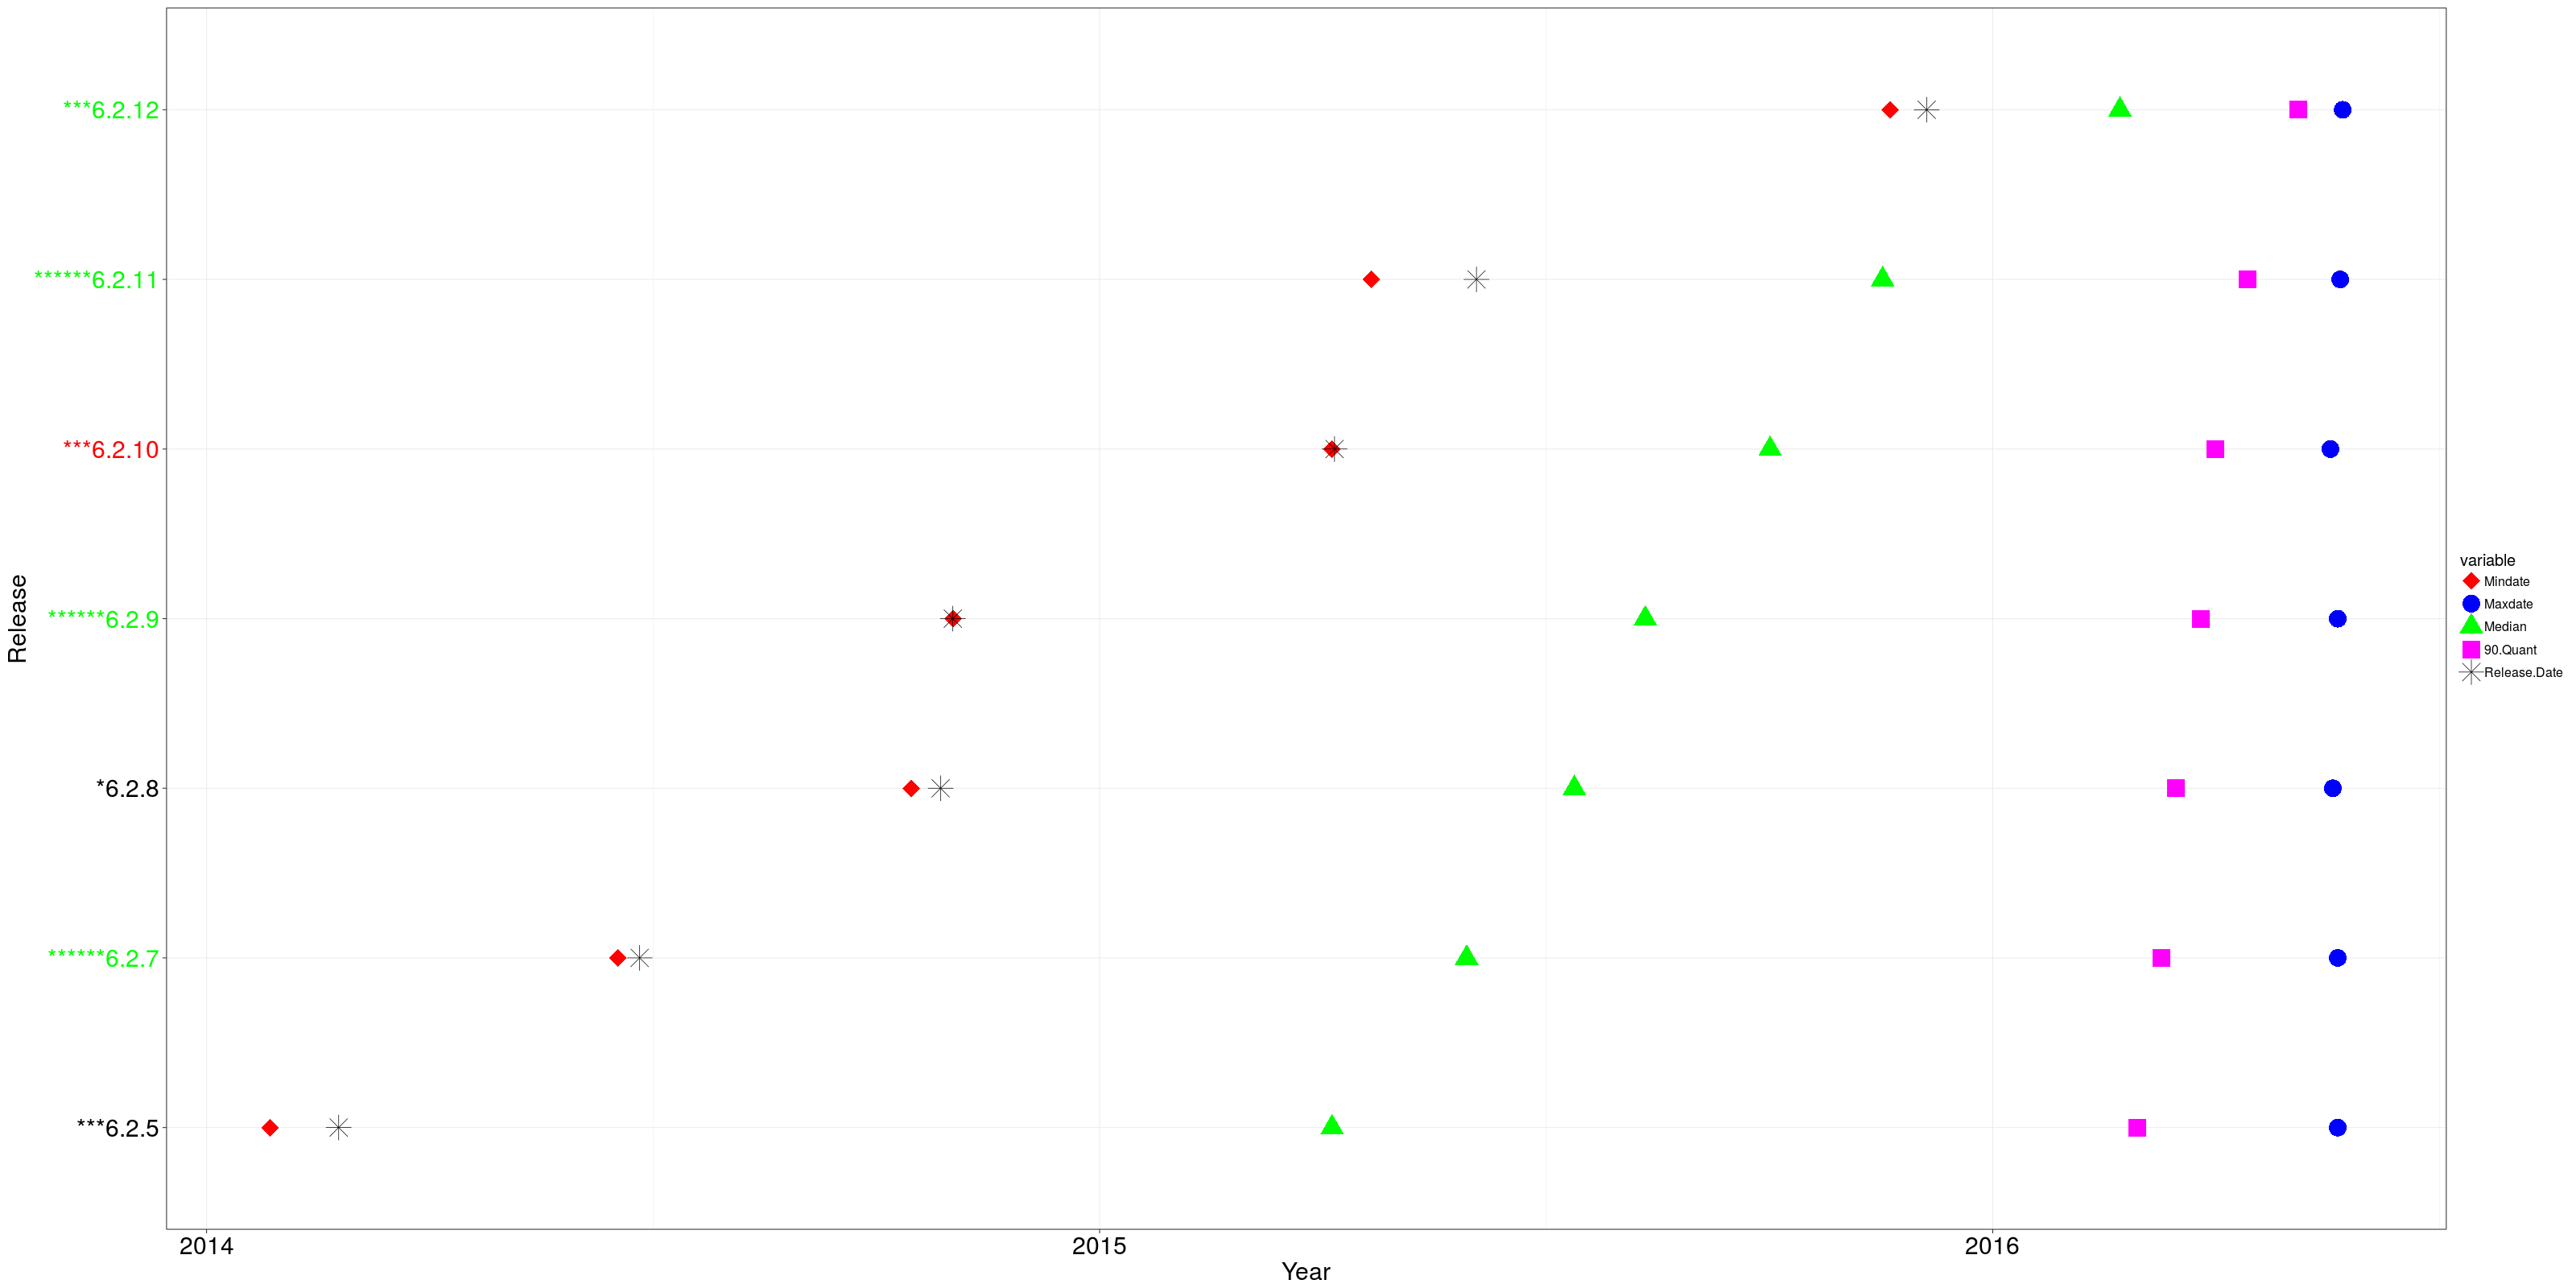 ***6.2.12
******6.2.11
***6.2.10
******6.2.9
*6.2.8
******6.2.7
***6.2.5
Release
2014 2015 2016
Year
variable
Mindate
Maxdate
Median
90.Quant
Release.Date